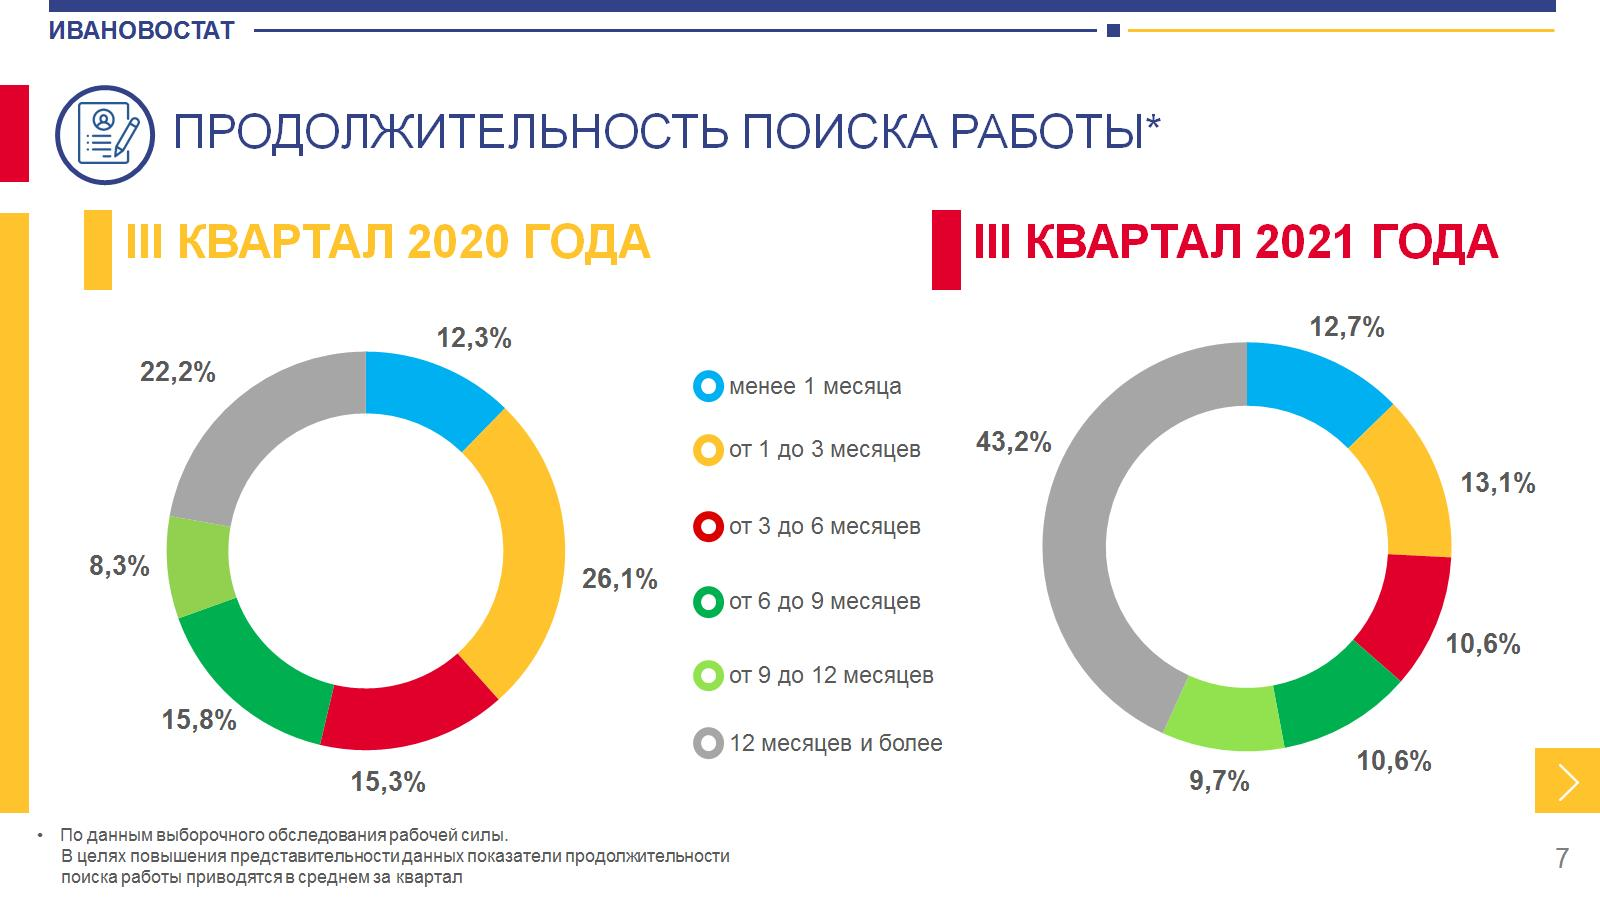 ИВАНОВОСТАТ
ПРОДОЛЖИТЕЛЬНОСТЬ ПОИСКА РАБОТЫ*
III КВАРТАЛ 2020 ГОДА
III КВАРТАЛ 2021 ГОДА
12,3%
22,2%
26,1%
8,3%
15,8%
15,3%
менее 1 месяца
от 1 до 3 месяцев
от 3 до 6 месяцев
от 6 до 9 месяцев
от 9 до 12 месяцев
12 месяцев и более
12,7%
43,2%
13,1%
10,6%
10,6%
9,7%
• По данным выборочного обследования рабочей силы.
В целях повышения представительности данных показатели продолжительности
поиска работы приводятся в среднем за квартал
7